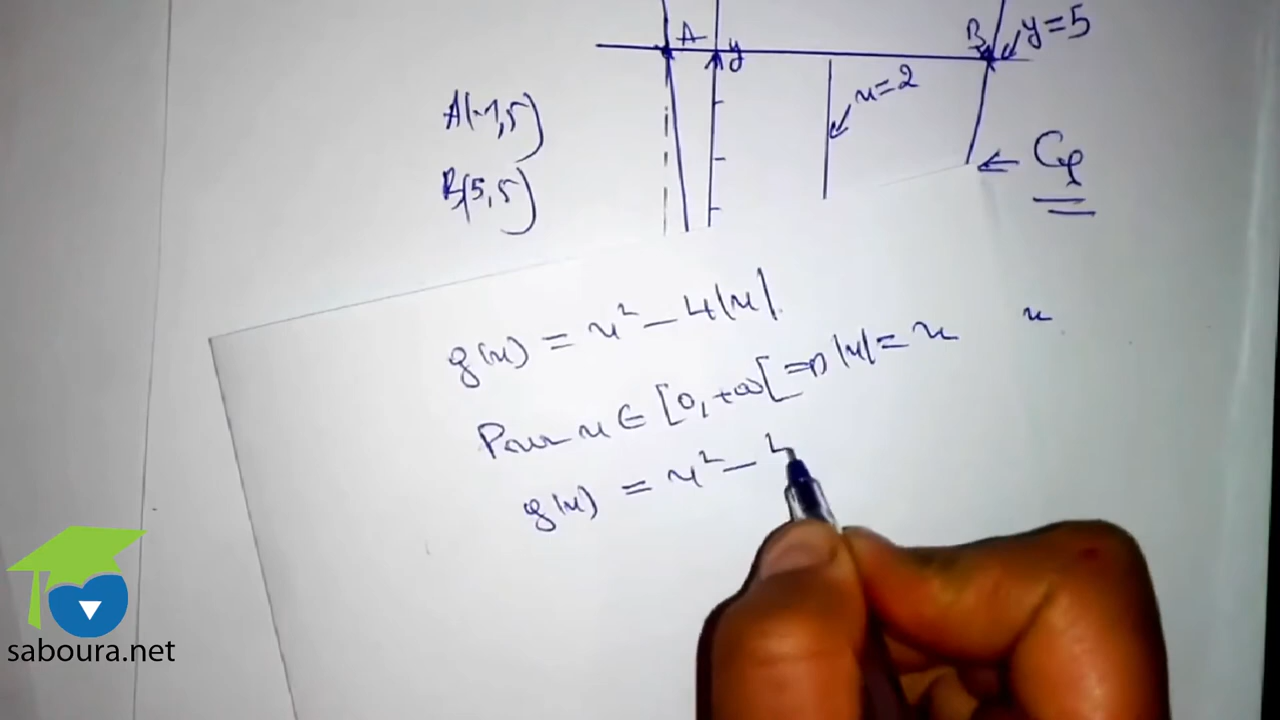 A
B
y=5
y
x=2
A(-1,5)
B(5,5)
Cf
g(x) = x² - 4|x|.
Pour x ∈ [0,+∞[ => |x| = x
x
g(x) = x² - 4
saboura.net